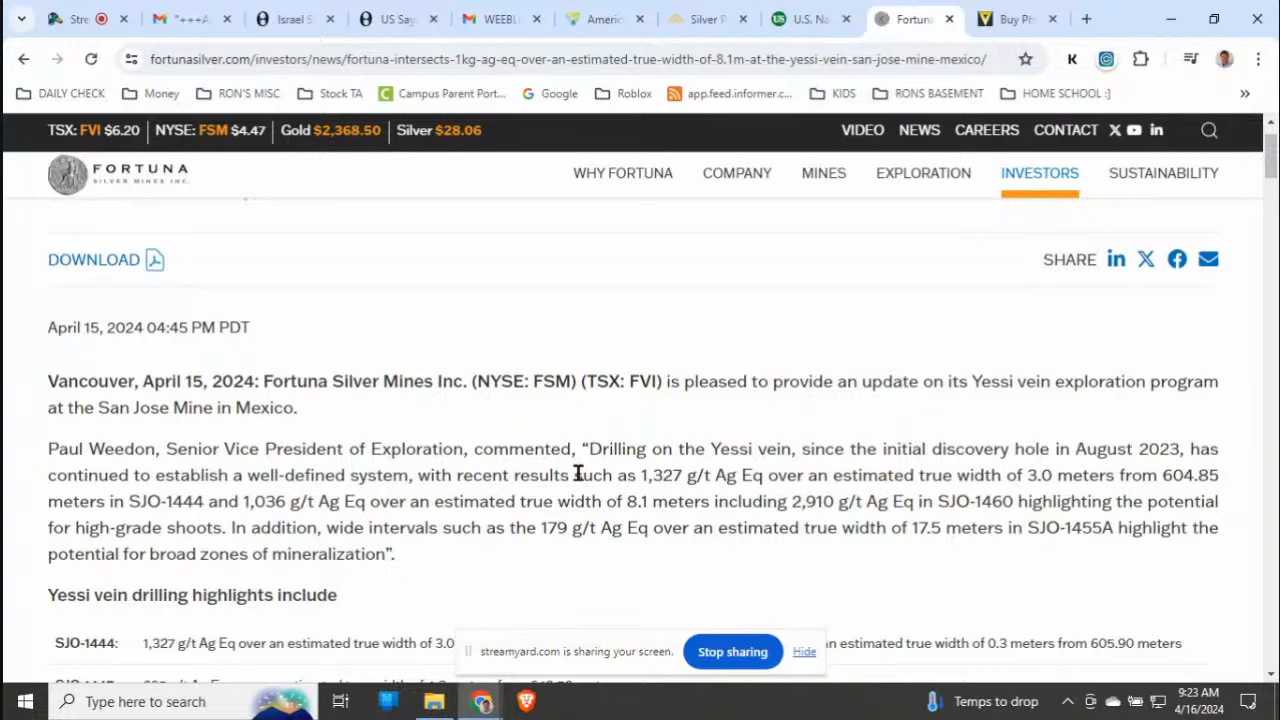 Stre
"+++A
Israel S
US Say
WEEBL
Americ
Silver P
U.S. Na
Fortun
Buy Ph
fortunasilver.com/investors/news/fortuna-intersects-1kg-ag-eq-over-an-estimated-true-width-of-8.1m-at-the-yessi-vein-san-jose-mine-mexico/
DAILY CHECK Money RON'S MISC Stock TA Campus Parent Port... Google Roblox app.feed.informer.c... KIDS RONS BASEMENT HOME SCHOOL :]
TSX: FVI $6.20 NYSE: FSM $4.47 Gold $2,368.50 Silver $28.06 VIDEO NEWS CAREERS CONTACT
FORTUNA
SILVER MINES INC.
WHY FORTUNA COMPANY MINES EXPLORATION INVESTORS SUSTAINABILITY
DOWNLOAD SHARE
April 15, 2024 04:45 PM PDT
Vancouver, April 15, 2024: Fortuna Silver Mines Inc. (NYSE: FSM) (TSX: FVI) is pleased to provide an update on its Yessi vein exploration program
at the San Jose Mine in Mexico.
Paul Weedon, Senior Vice President of Exploration, commented, “Drilling on the Yessi vein, since the initial discovery hole in August 2023, has
continued to establish a well-defined system, with recent results such as 1,327 g/t Ag Eq over an estimated true width of 3.0 meters from 604.85
meters in SJO-1444 and 1,036 g/t Ag Eq over an estimated true width of 8.1 meters including 2,910 g/t Ag Eq in SJO-1460 highlighting the potential
for high-grade shoots. In addition, wide intervals such as the 179 g/t Ag Eq over an estimated true width of 17.5 meters in SJO-1455A highlight the
potential for broad zones of mineralization”.
Yessi vein drilling highlights include
SJO-1444: 1,327 g/t Ag Eq over an estimated true width of 3.0 n estimated true width of 0.3 meters from 605.90 meters
streamyard.com is sharing your screen. Stop sharing Hide
Type here to search
Temps to drop
9:23 AM
4/16/2024